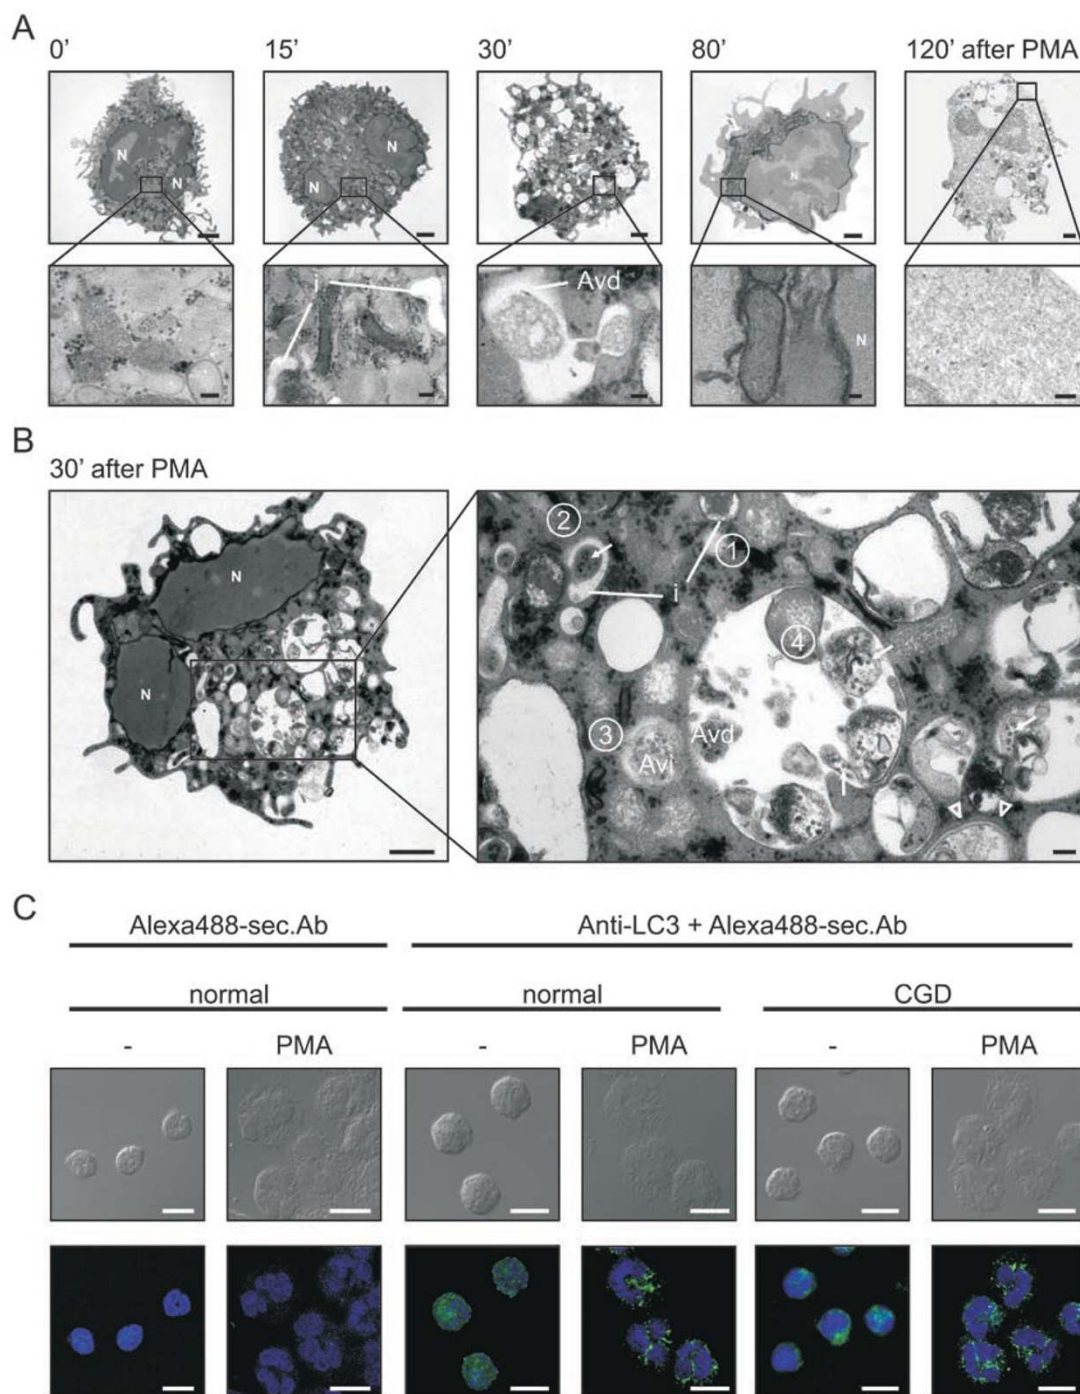 A
0’ 15’ 30’ 80’ 120’ after PMA
N N N N N
i Avd N
B
30’ after PMA
N N
2 1 i 4 3 Avd Avi i
C
Alexa488-sec.Ab Anti-LC3 + Alexa488-sec.Ab
normal normal CGD
- PMA - PMA - PMA